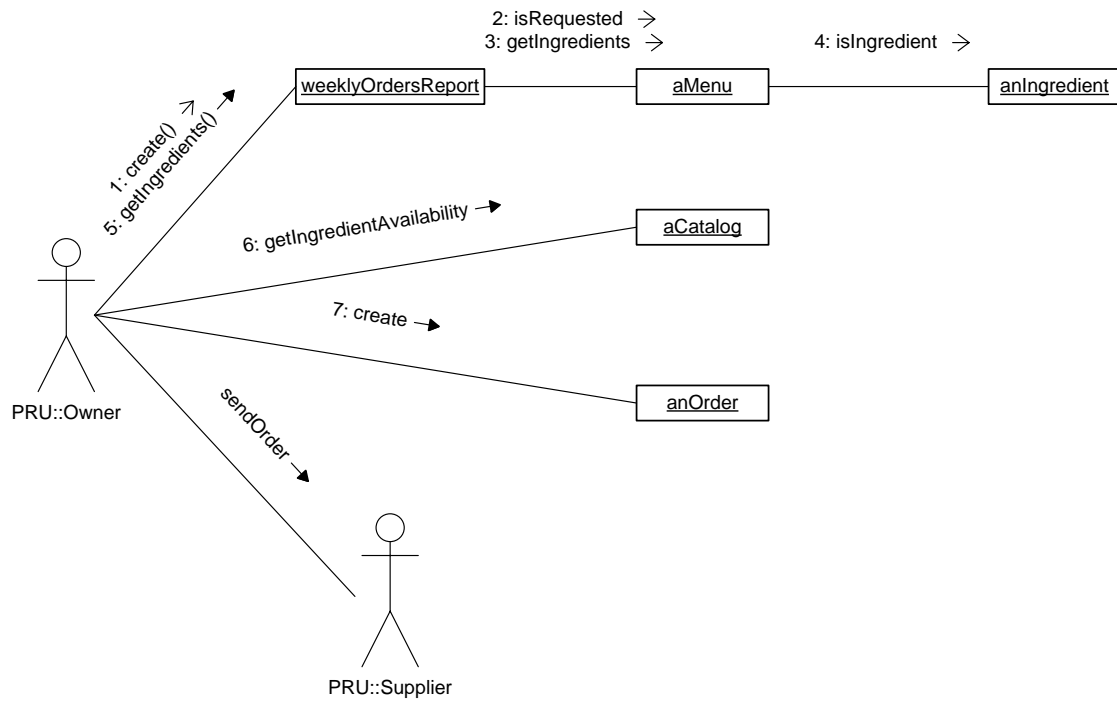 2: isRequested
3: getIngredients
4: isIngredient
weeklyOrdersReport
aMenu
anIngredient
1: create()
5: getIngredients()
6: getIngredientAvailability
aCatalog
7: create
anOrder
PRU::Owner
sendOrder
PRU::Supplier